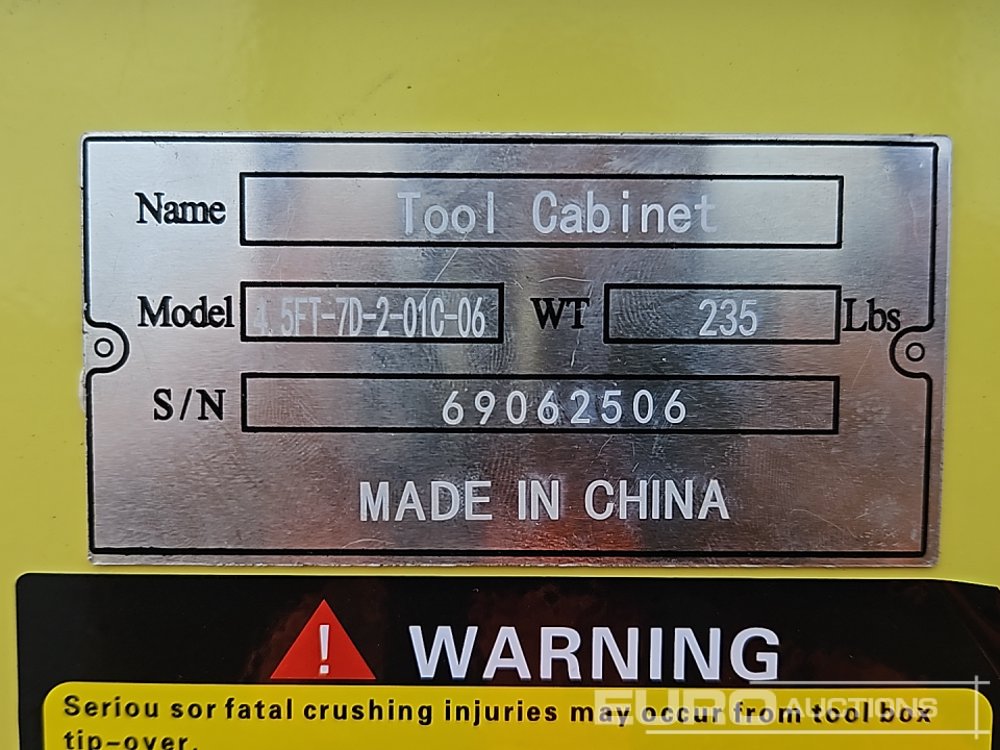 Name Tool Cabinet
Model 4.5FT-7D-2-01C-06 WT 235 Lbs
S/N 69062506
MADE IN CHINA
! WARNING
EURO AUCTIONS
Seriou sor fatal crushing injuries may occur from tool box
tip-over.